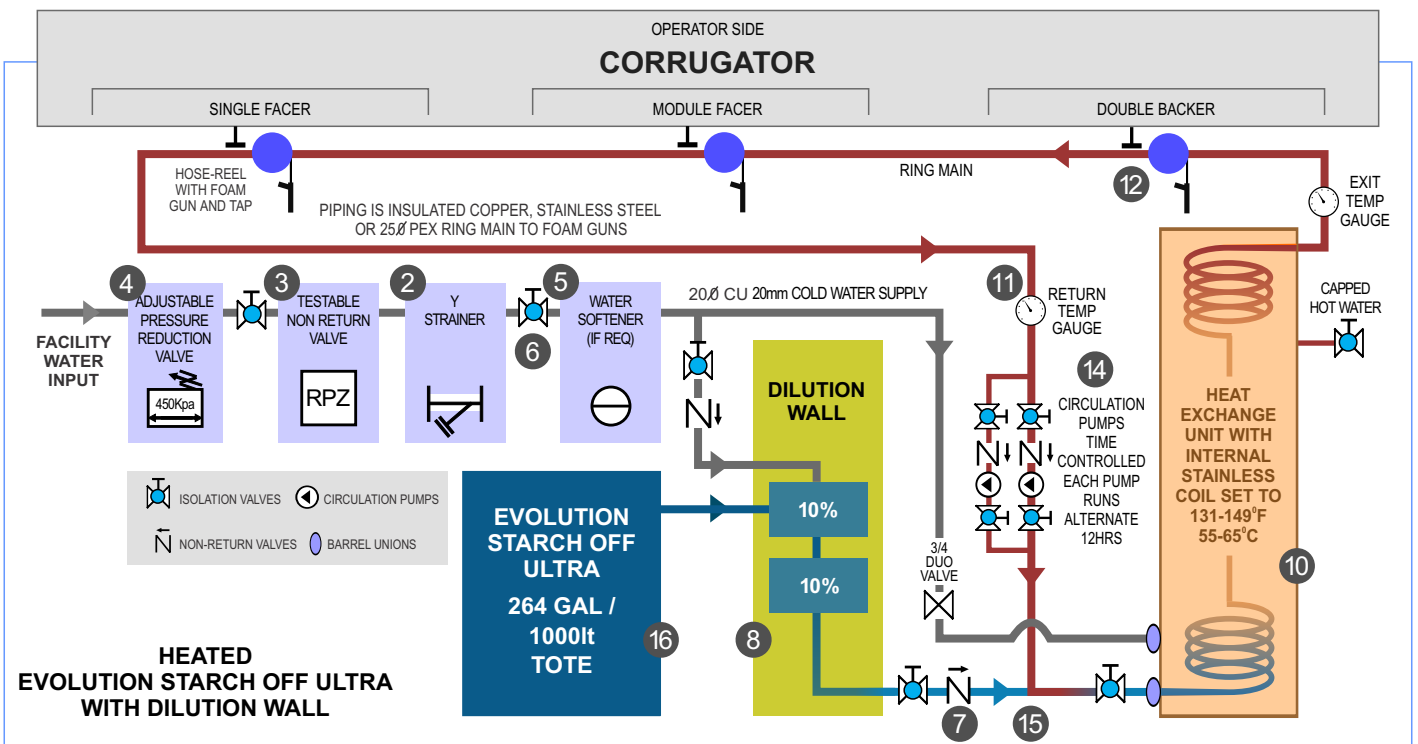 OPERATOR SIDE
CORRUGATOR
SINGLE FACER
MODULE FACER
DOUBLE BACKER
HOSE-REEL
WITH FOAM
GUN AND TAP
RING MAIN
12
EXIT
TEMP
GAUGE
PIPING IS INSULATED COPPER, STAINLESS STEEL
OR 25Ø PEX RING MAIN TO FOAM GUNS
FACILITY
WATER
INPUT
4
ADJUSTABLE
PRESSURE
REDUCTION
VALVE
450Kpa
3
TESTABLE
NON RETURN
VALVE
RPZ
2
Y
STRAINER
6
5
WATER
SOFTENER
(IF REQ)
20Ø CU 20mm COLD WATER SUPPLY
11
RETURN
TEMP
GAUGE
CAPPED
HOT WATER
14
CIRCULATION
PUMPS
TIME
CONTROLLED
EACH PUMP
RUNS
ALTERNATE
12HRS
HEAT
EXCHANGE
UNIT WITH
INTERNAL
STAINLESS
COIL SET TO
131-149°F
55-65°C
10
DILUTION
WALL
10%
10%
8
3/4
DUO
VALVE
ISOLATION VALVES
CIRCULATION PUMPS
NON-RETURN VALVES
BARREL UNIONS
EVOLUTION
STARCH OFF
ULTRA
264 GAL /
1000lt
TOTE
16
7
15
HEATED
EVOLUTION STARCH OFF ULTRA
WITH DILUTION WALL